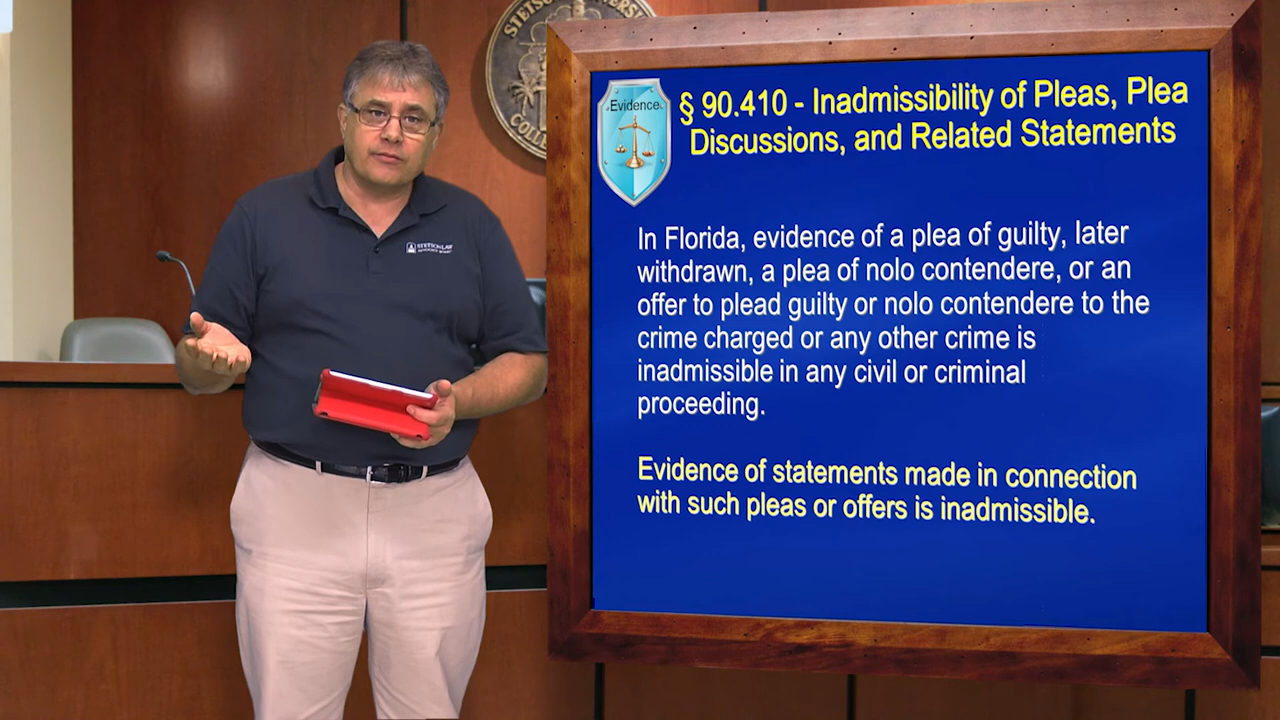 STETSON UNIVERSITY
COLLEGE
STETSON LAW
Evidence
§ 90.410 - Inadmissibility of Pleas, Plea
Discussions, and Related Statements
In Florida, evidence of a plea of guilty, later
withdrawn, a plea of nolo contendere, or an
offer to plead guilty or nolo contendere to the
crime charged or any other crime is
inadmissible in any civil or criminal
proceeding.
Evidence of statements made in connection
with such pleas or offers is inadmissible.